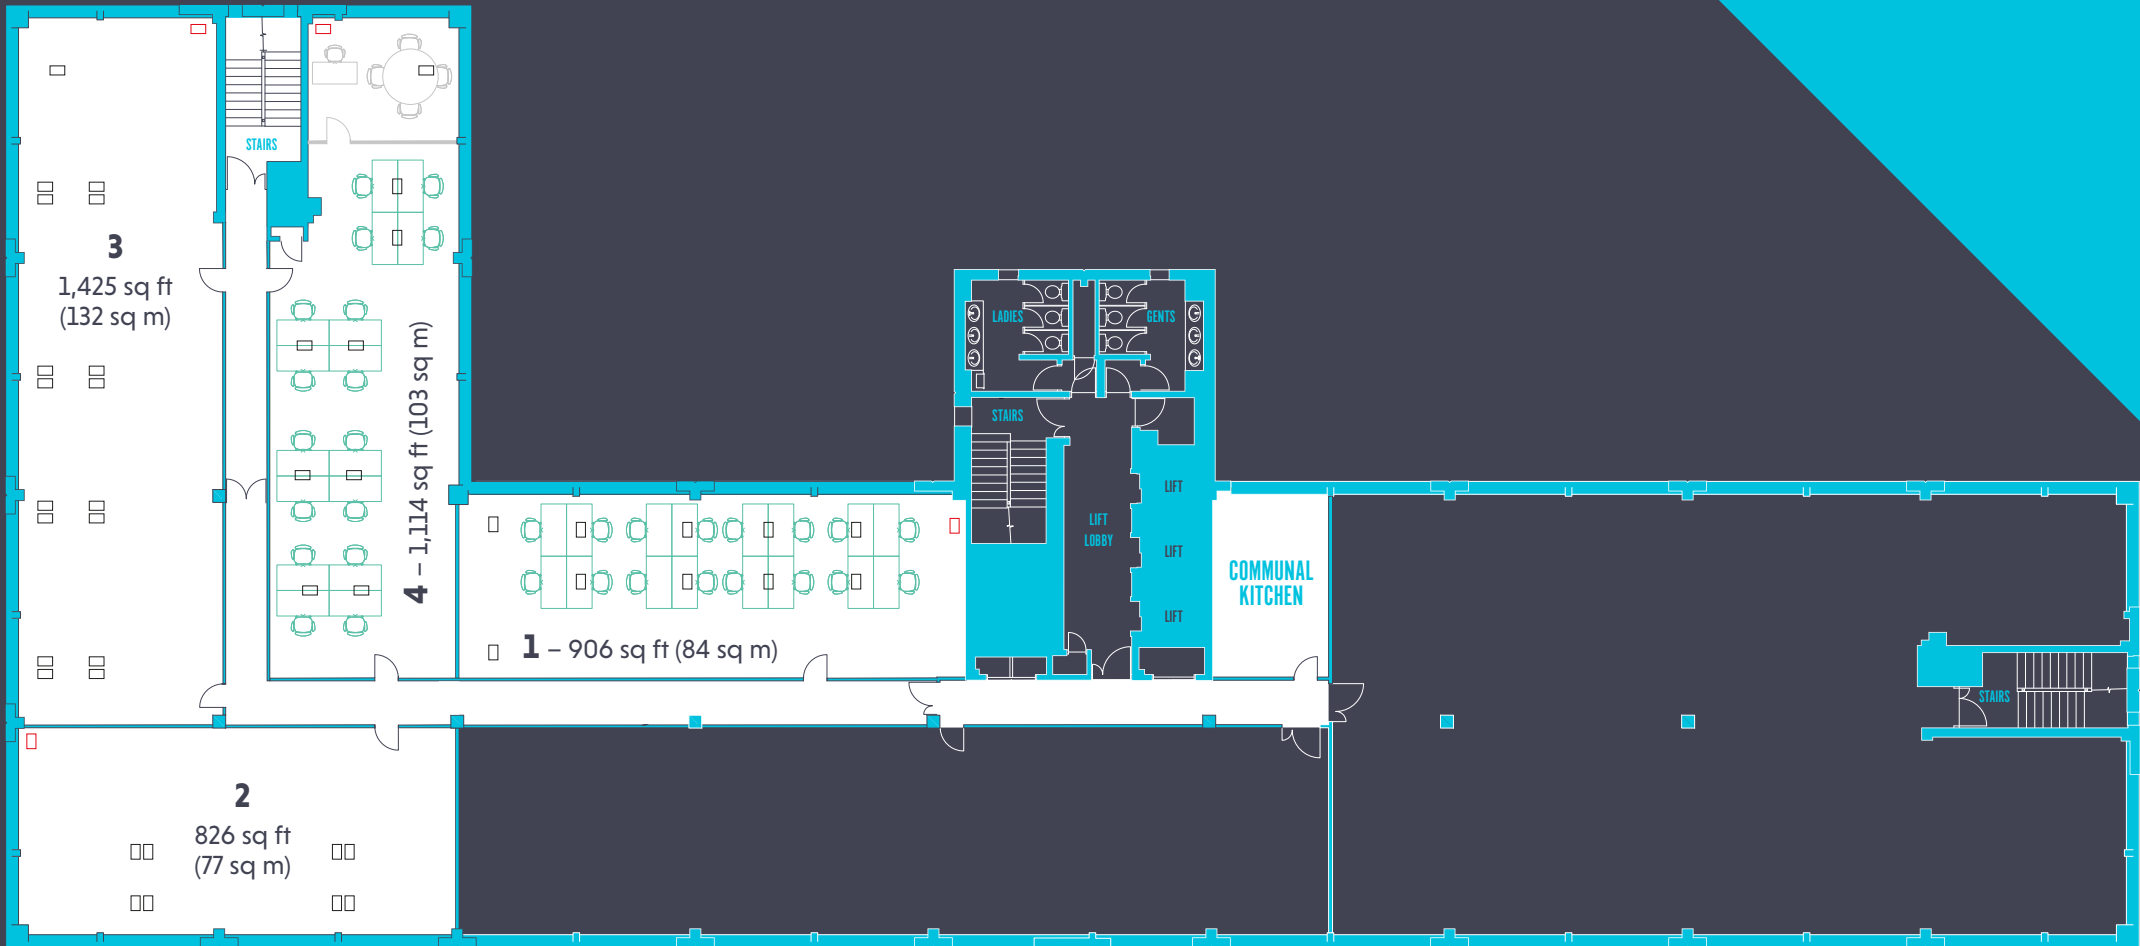 STAIRS
3
1,425 sq ft
(132 sq m)
4 – 1,114 sq ft (103 sq m)
LADIES
GENTS
STAIRS
LIFT
LIFT
LOBBY
LIFT
LIFT
COMMUNAL
KITCHEN
1 – 906 sq ft (84 sq m)
STAIRS
2
826 sq ft
(77 sq m)